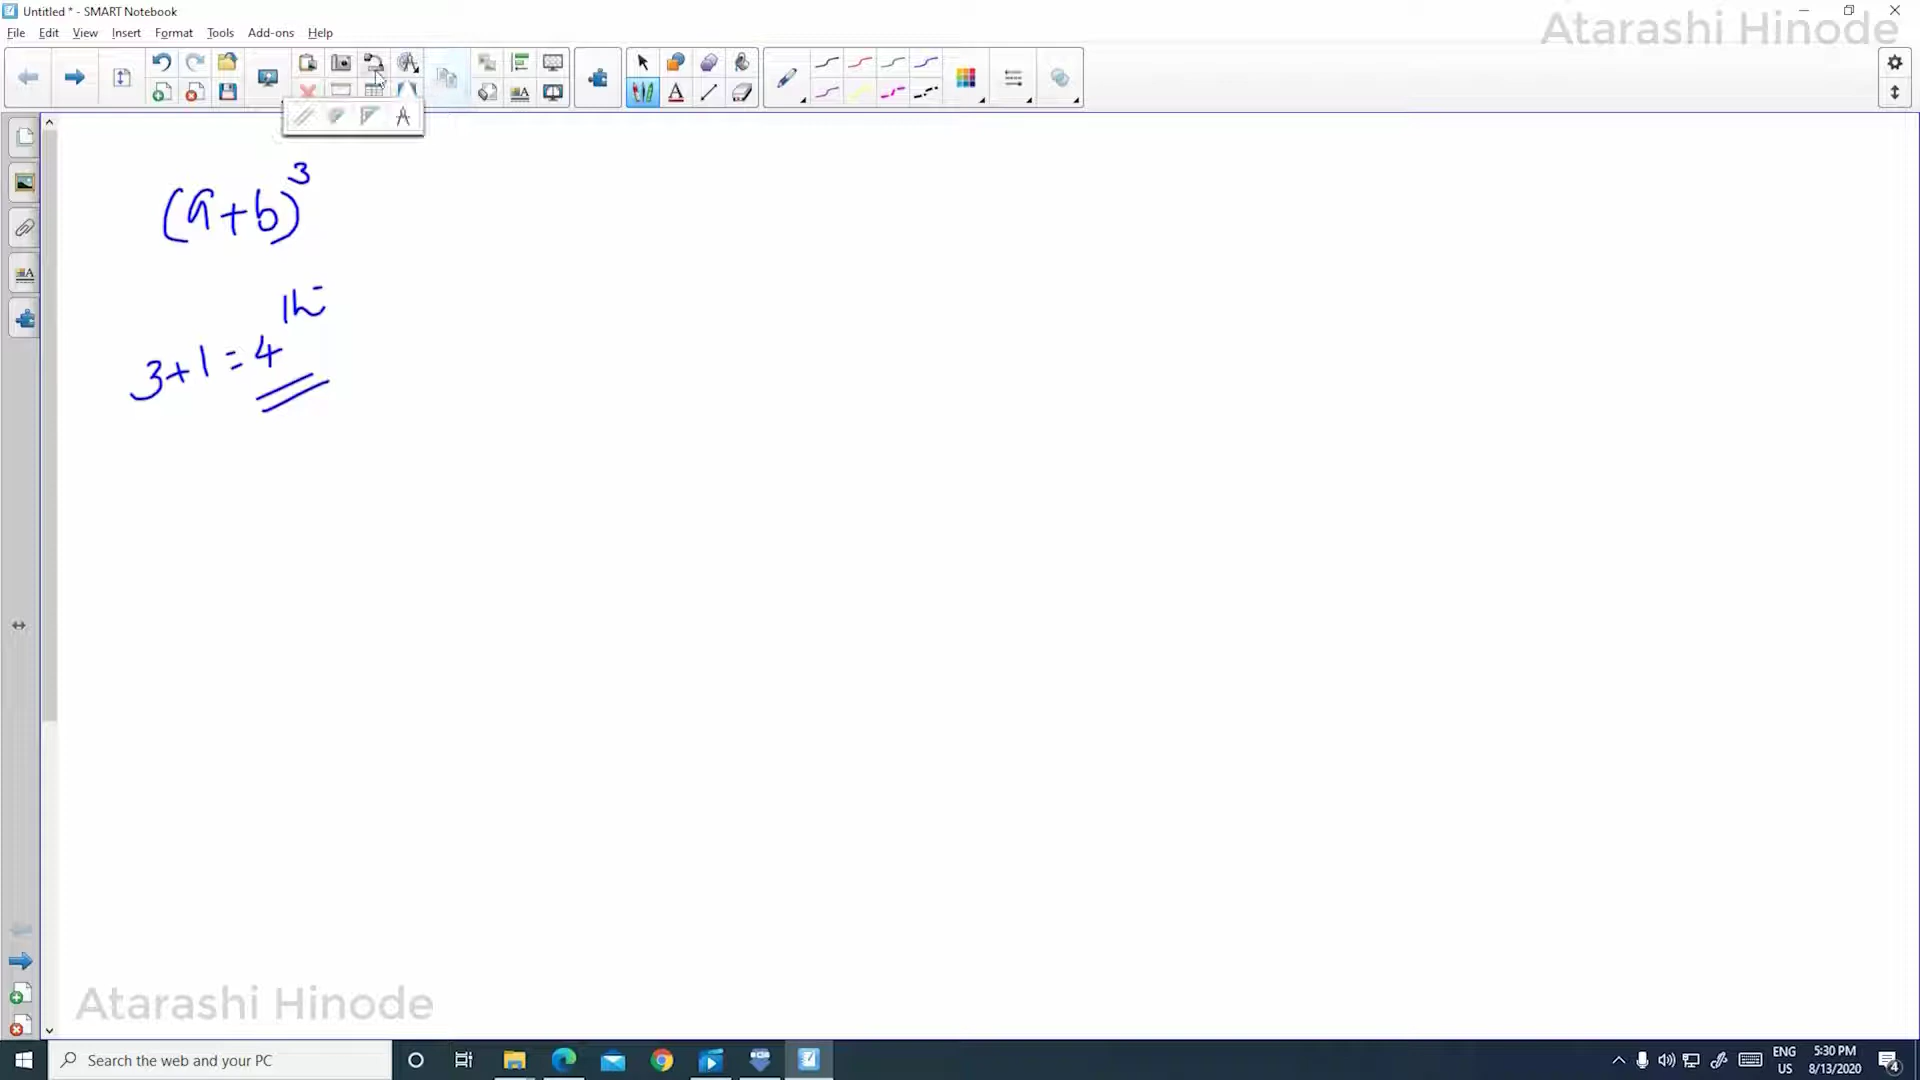 Untitled * - SMART Notebook
Atarashi Hinode
File Edit View Insert Format Tools Add-ons Help
(a+b)³
3+1=4th
Atarashi Hinode
Search the web and your PC
ENG
US
5:30 PM
8/13/2020
4